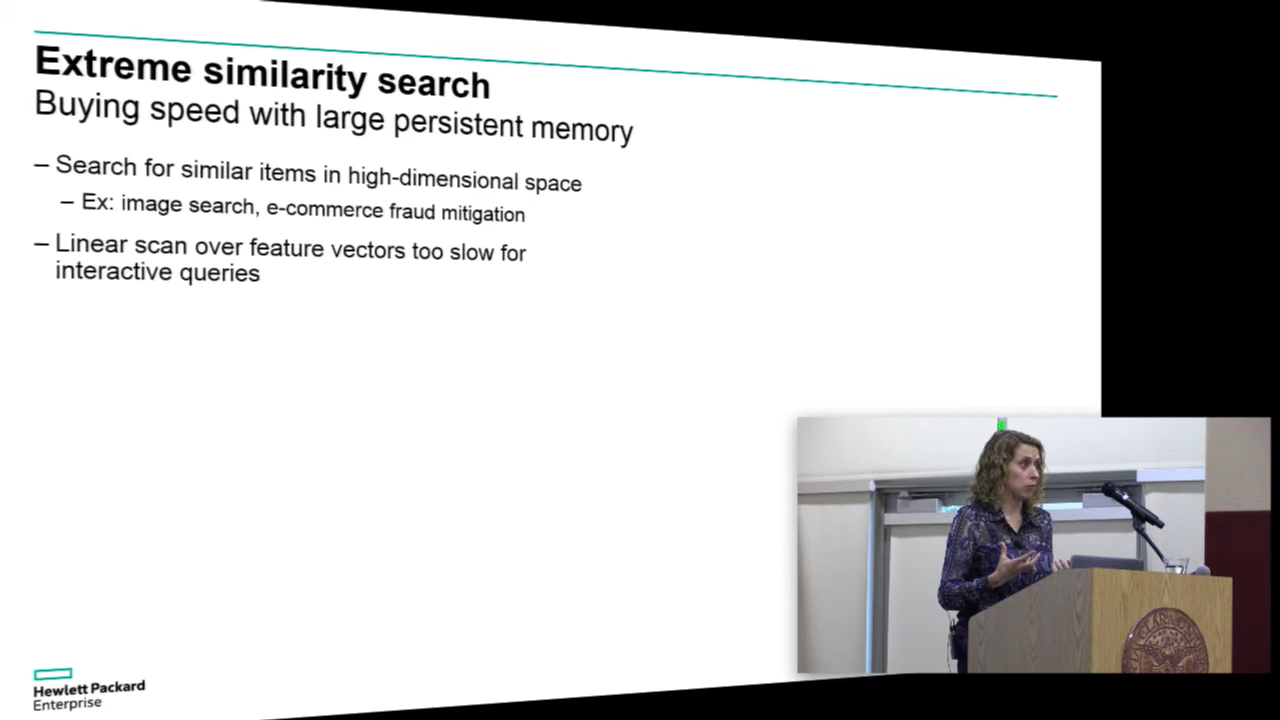 Extreme similarity search
Buying speed with large persistent memory
– Search for similar items in high-dimensional space
– Ex: image search, e-commerce fraud mitigation
– Linear scan over feature vectors too slow for
interactive queries
Hewlett Packard
Enterprise
CLARA